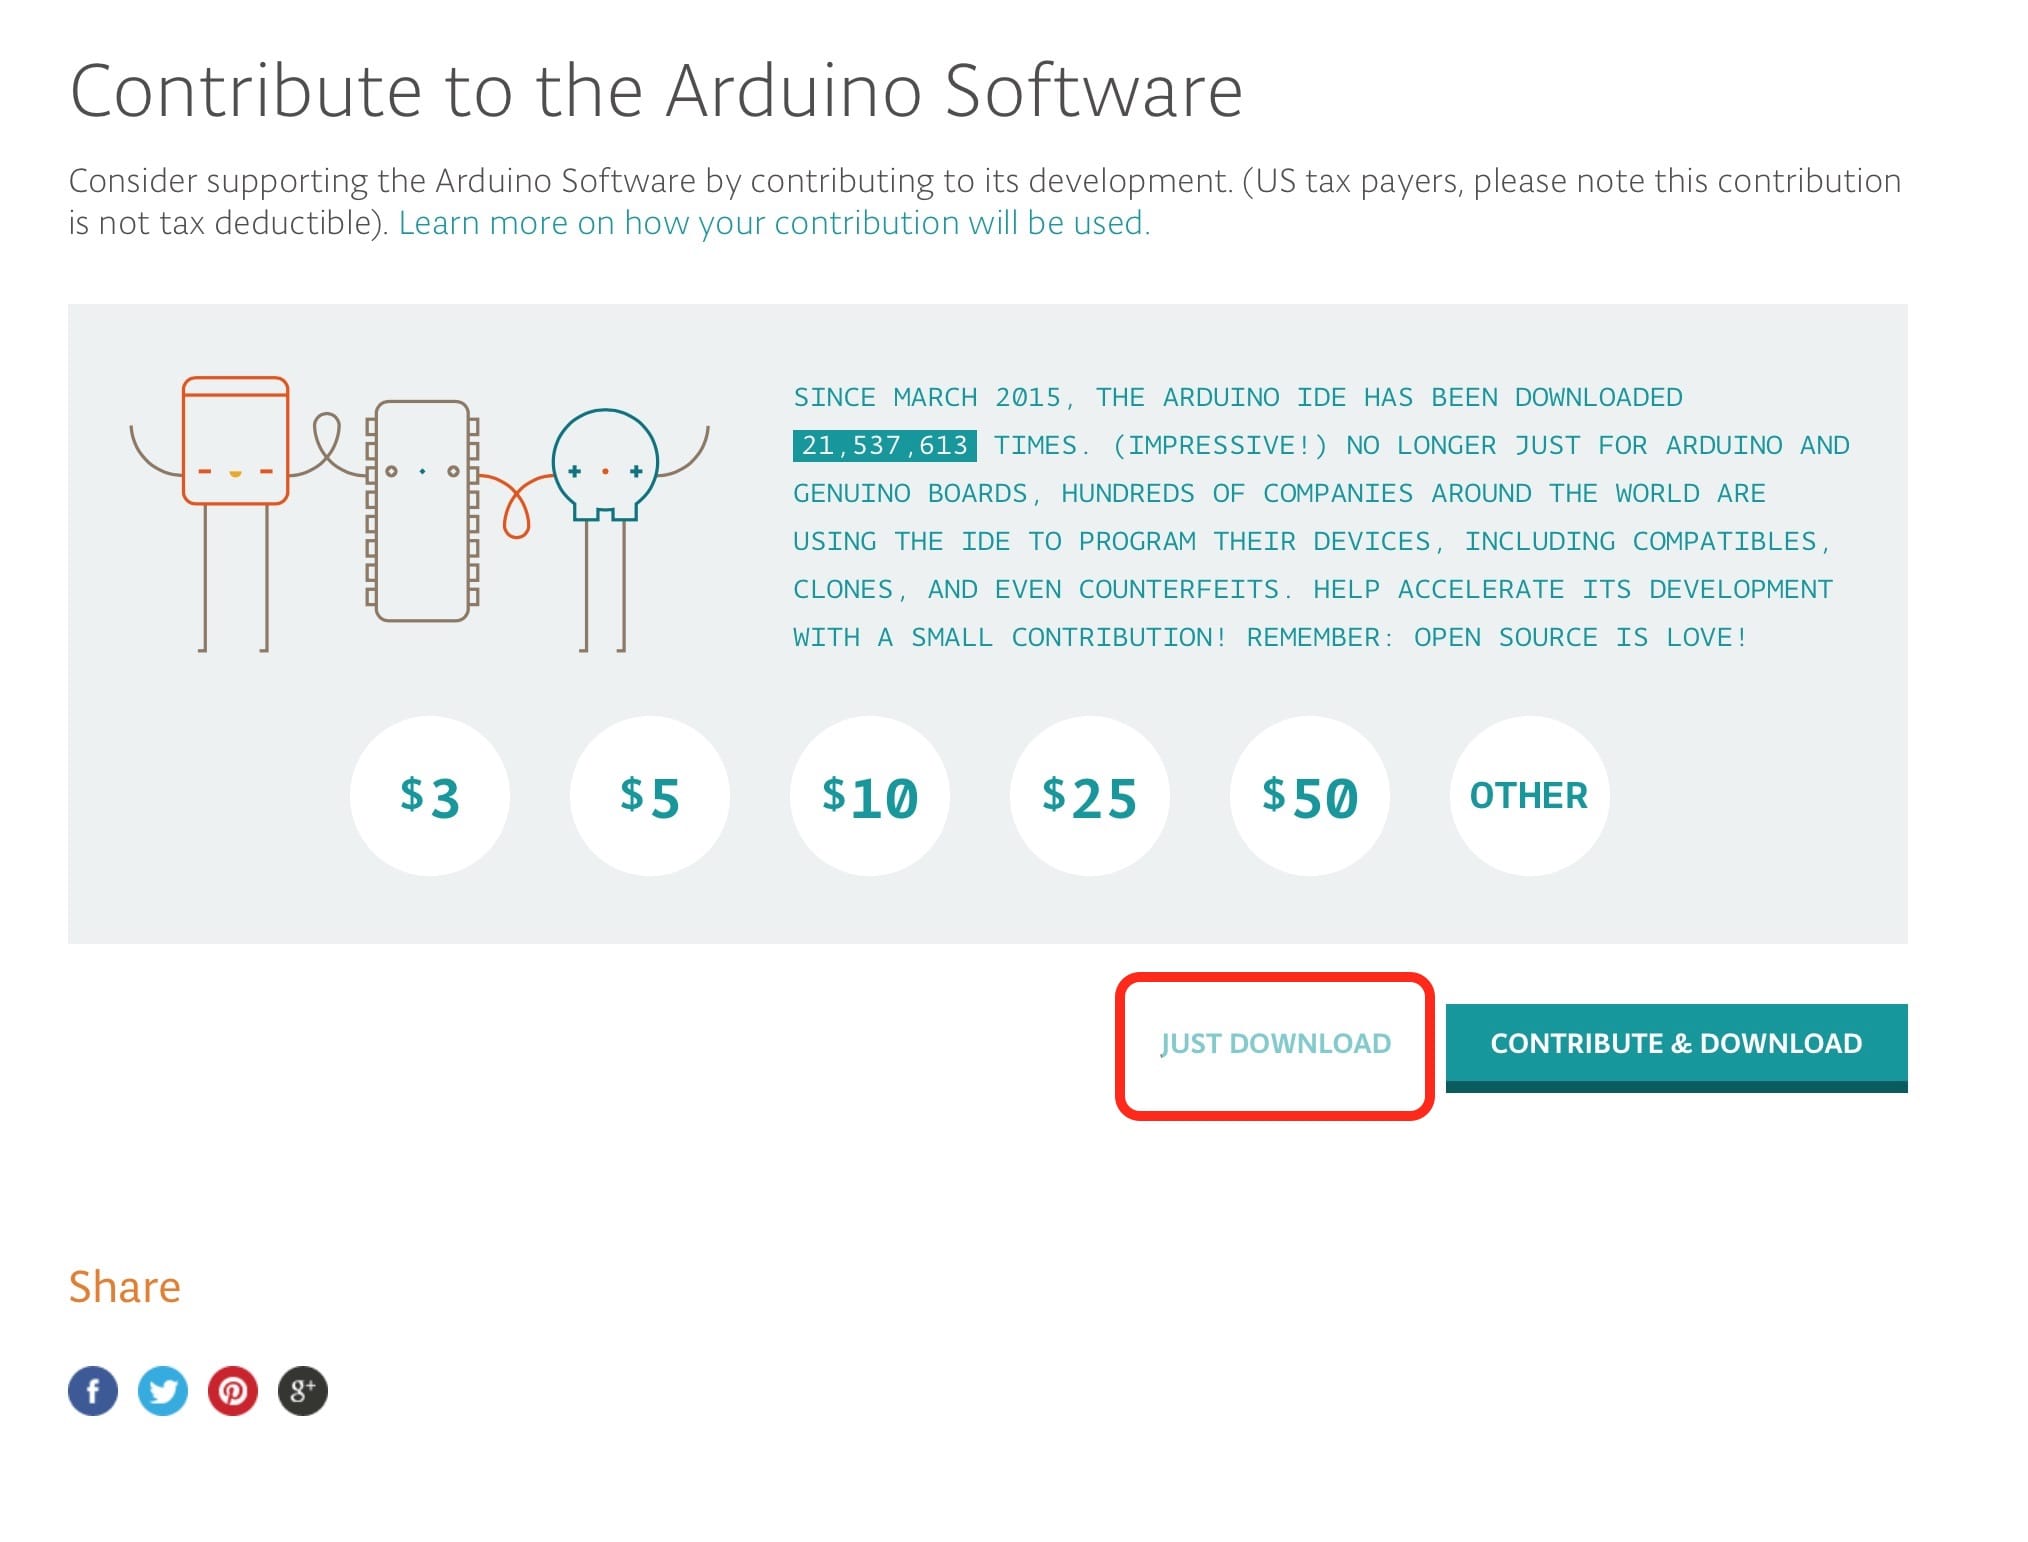 Contribute to the Arduino Software
Consider supporting the Arduino Software by contributing to its development. (US tax payers, please note this contribution
is not tax deductible). Learn more on how your contribution will be used.
SINCE MARCH 2015, THE ARDUINO IDE HAS BEEN DOWNLOADED
21,537,613 TIMES. (IMPRESSIVE!) NO LONGER JUST FOR ARDUINO AND
GENUINO BOARDS, HUNDREDS OF COMPANIES AROUND THE WORLD ARE
USING THE IDE TO PROGRAM THEIR DEVICES, INCLUDING COMPATIBLES,
CLONES, AND EVEN COUNTERFEITS. HELP ACCELERATE ITS DEVELOPMENT
WITH A SMALL CONTRIBUTION! REMEMBER: OPEN SOURCE IS LOVE!
$3 $5 $10 $25 $50 OTHER
JUST DOWNLOAD CONTRIBUTE & DOWNLOAD
Share
f g+